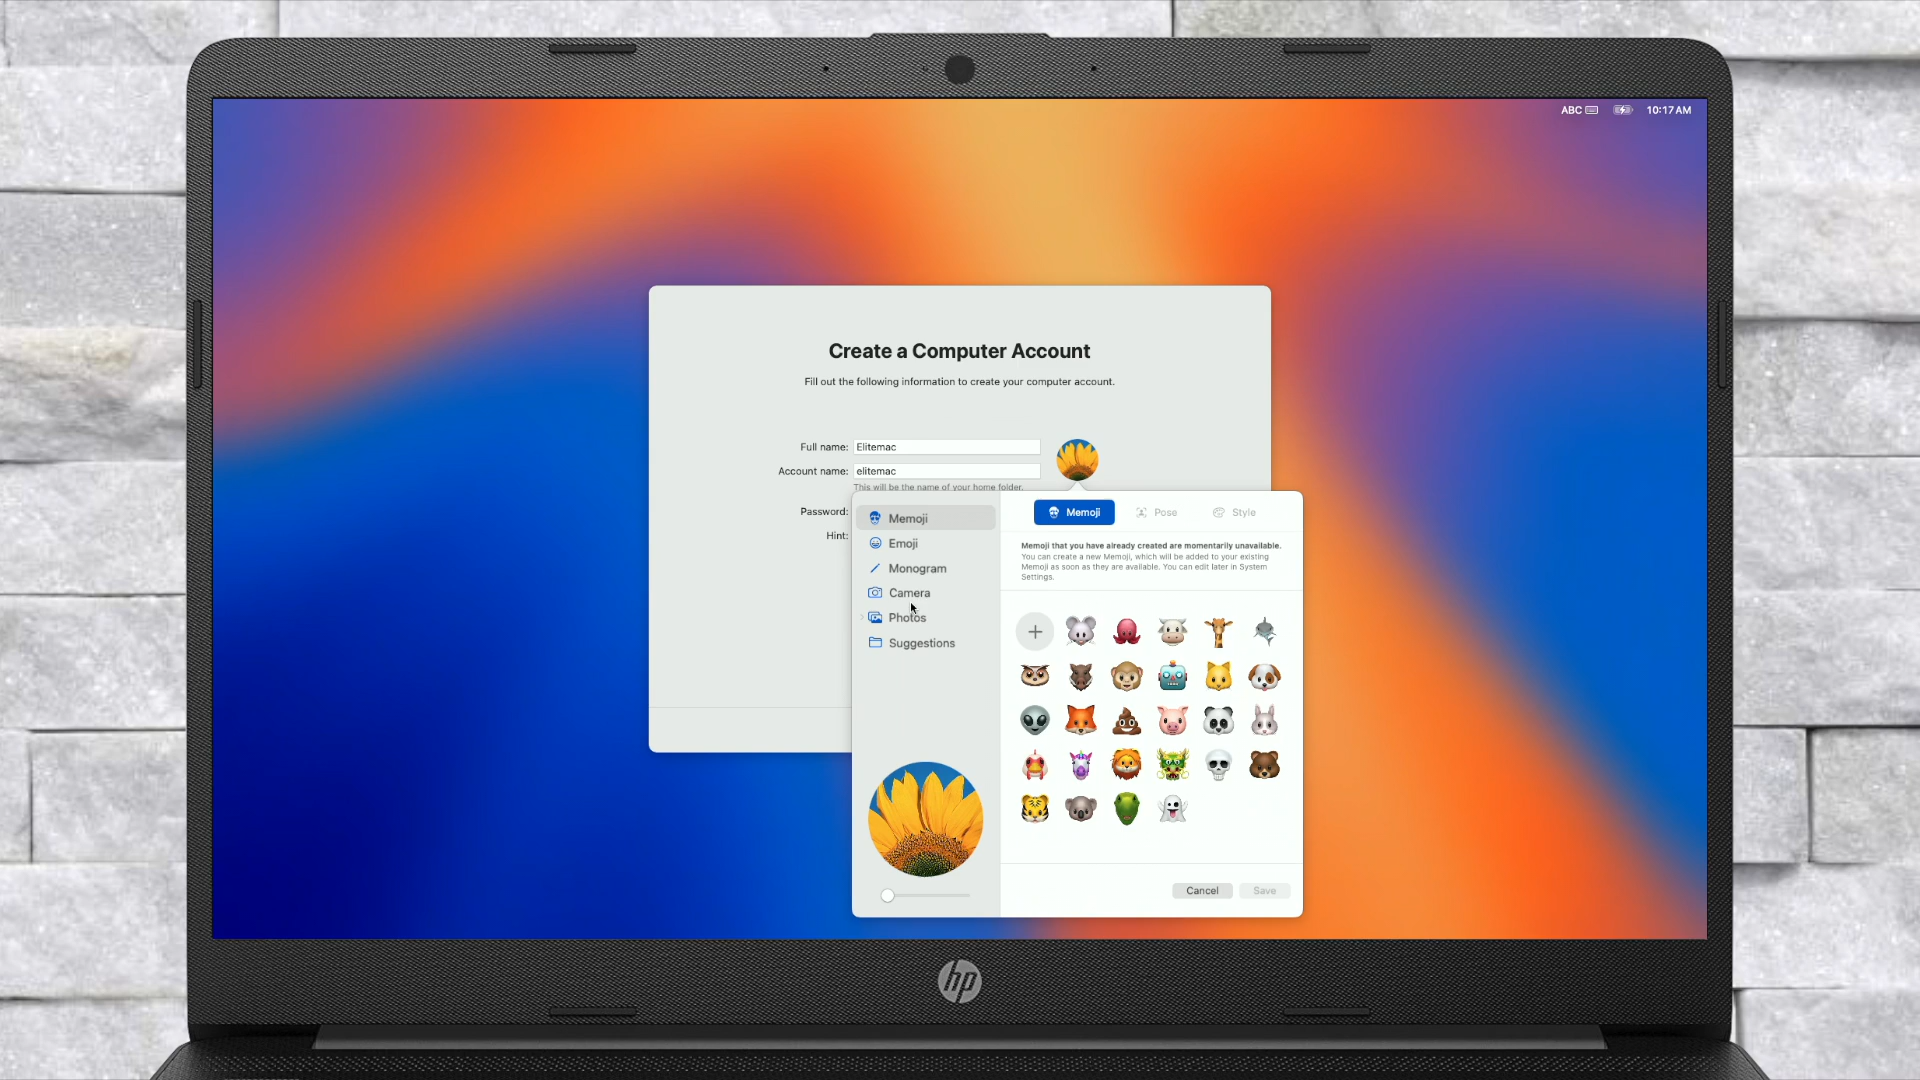 ABC
10:17 AM
Create a Computer Account
Fill out the following information to create your computer account.
Full name: Elitemac
Account name: elitemac
This will be the name of your home folder.
Password:
Hint:
Memoji
Emoji
Monogram
Camera
Photos
Suggestions
Memoji
Pose
Style
Memoji that you have already created are momentarily unavailable.
You can create a new Memoji, which will be added to your existing
Memoji as soon as they are available. You can edit later in System
Settings.
Cancel
Save
hp